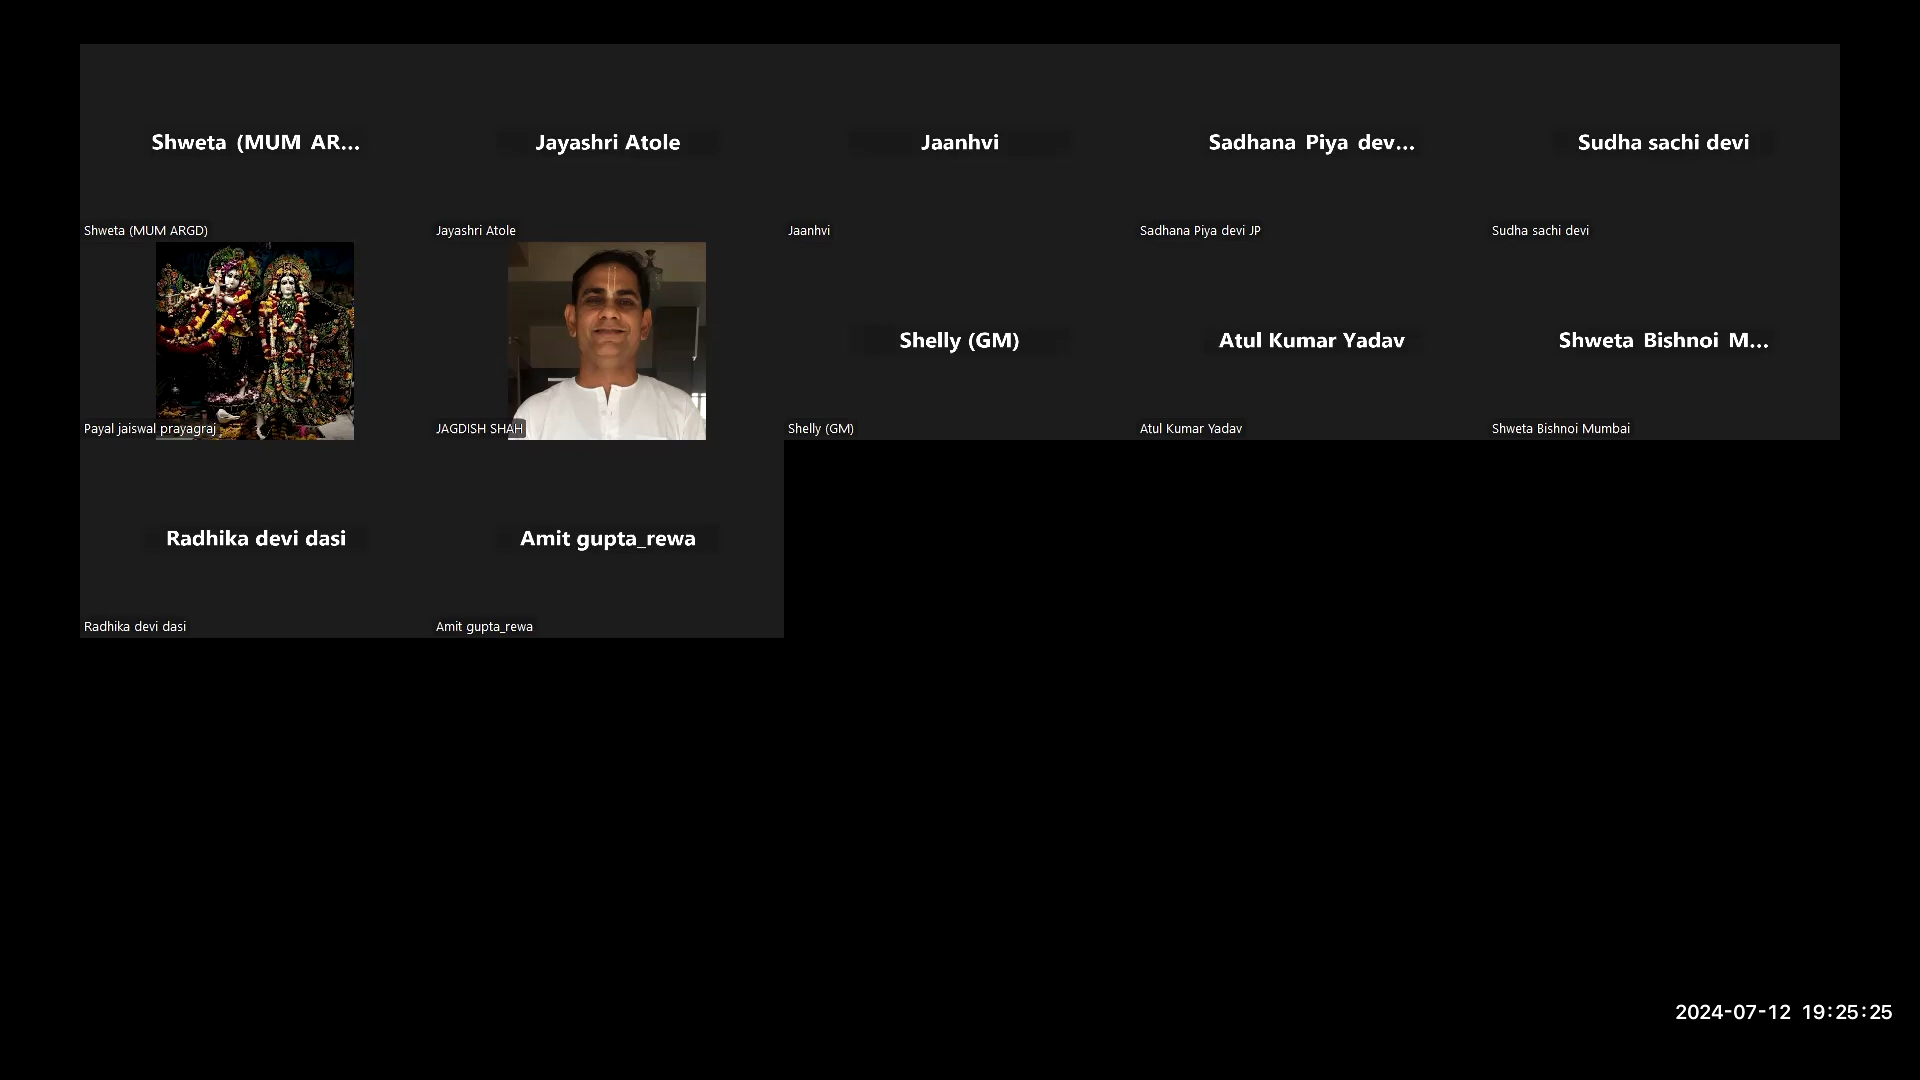 Shweta (MUM AR...
Jayashri Atole
Jaanhvi
Sadhana Piya dev...
Sudha sachi devi
Shweta (MUM ARGD)
Jayashri Atole
Jaanhvi
Sadhana Piya devi JP
Sudha sachi devi
Shelly (GM)
Atul Kumar Yadav
Shweta Bishnoi M...
Payal jaiswal prayagraj
JAGDISH SHAH
Shelly (GM)
Atul Kumar Yadav
Shweta Bishnoi Mumbai
Radhika devi dasi
Amit gupta_rewa
Radhika devi dasi
Amit gupta_rewa
2024-07-12 19:25:25